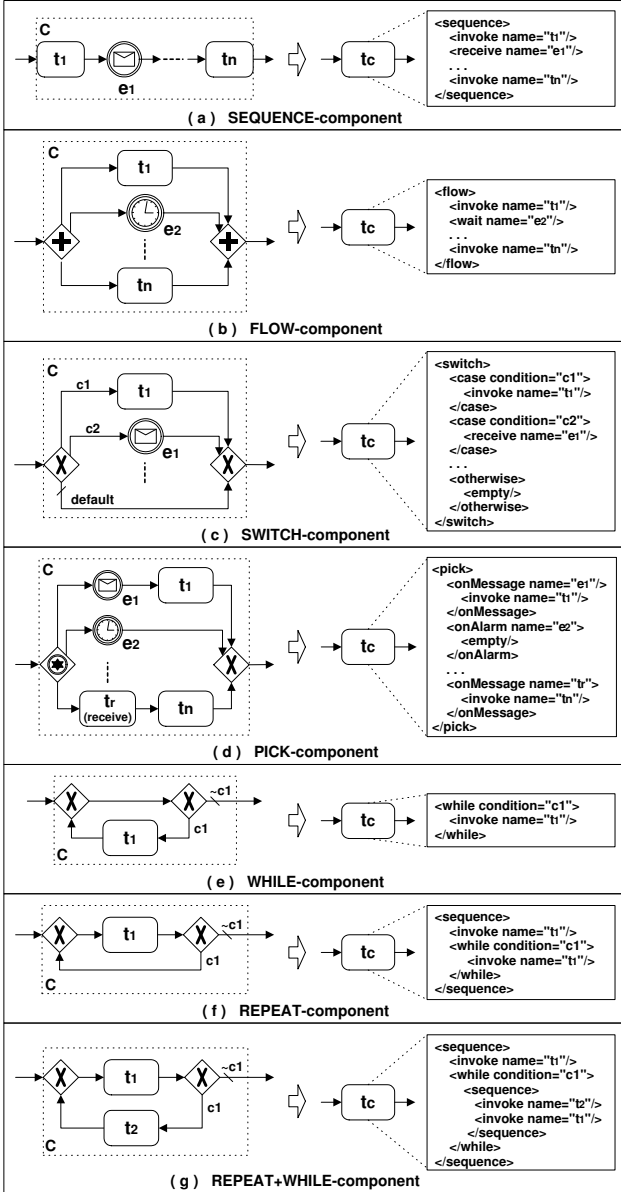 C
t1
e1
tn
tc
<sequence>
<invoke name="t1"/>
<receive name="e1"/>
. . .
<invoke name="tn"/>
</sequence>
( a ) SEQUENCE-component
C
t1
e2
tn
tc
<flow>
<invoke name="t1"/>
<wait name="e2"/>
. . .
<invoke name="tn"/>
</flow>
( b ) FLOW-component
C
c1
t1
c2
e1
default
tc
<switch>
<case condition="c1">
<invoke name="t1"/>
</case>
<case condition="c2">
<receive name="e1"/>
</case>
. . .
<otherwise>
<empty/>
</otherwise>
</switch>
( c ) SWITCH-component
C
e1
t1
e2
tr
(receive)
tn
tc
<pick>
<onMessage name="e1"/>
<invoke name="t1"/>
</onMessage>
<onAlarm name="e2">
<empty/>
</onAlarm>
. . .
<onMessage name="tr">
<invoke name="tn"/>
</onMessage>
</pick>
( d ) PICK-component
~c1
t1
c1
C
tc
<while condition="c1">
<invoke name="t1"/>
</while>
( e ) WHILE-component
t1
~c1
c1
C
tc
<sequence>
<invoke name="t1"/>
<while condition="c1">
<invoke name="t1"/>
</while>
</sequence>
( f ) REPEAT-component
t1
~c1
c1
t2
C
tc
<sequence>
<invoke name="t1"/>
<while condition="c1">
<sequence>
<invoke name="t2"/>
<invoke name="t1"/>
</sequence>
</while>
</sequence>
( g ) REPEAT+WHILE-component